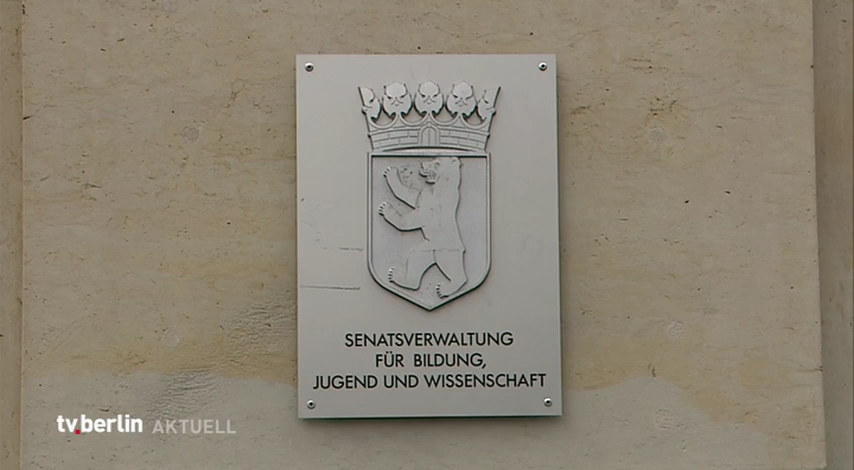 SENATSVERWALTUNG
FÜR BILDUNG,
JUGEND UND WISSENSCHAFT
tv.berlin AKTUELL